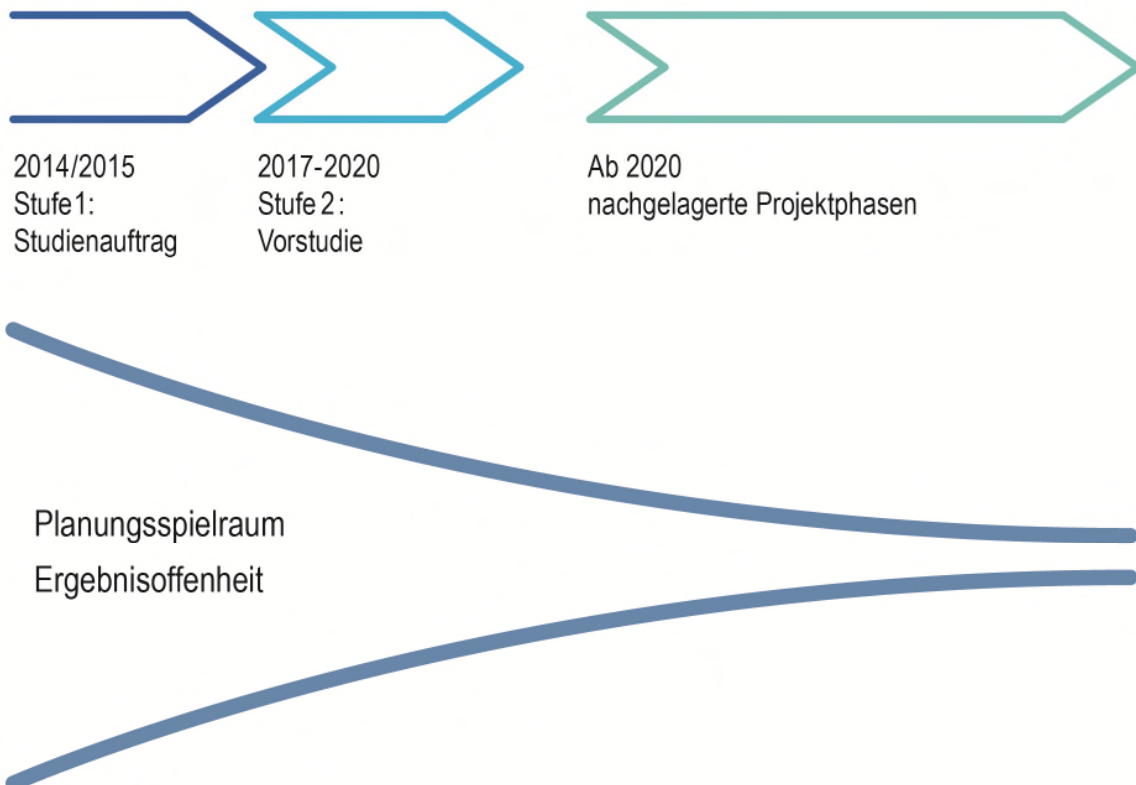 2014/2015
Stufe 1:
Studienauftrag
2017-2020
Stufe 2:
Vorstudie
Ab 2020
nachgelagerte Projektphasen
Planungsspielraum
Ergebnisoffenheit